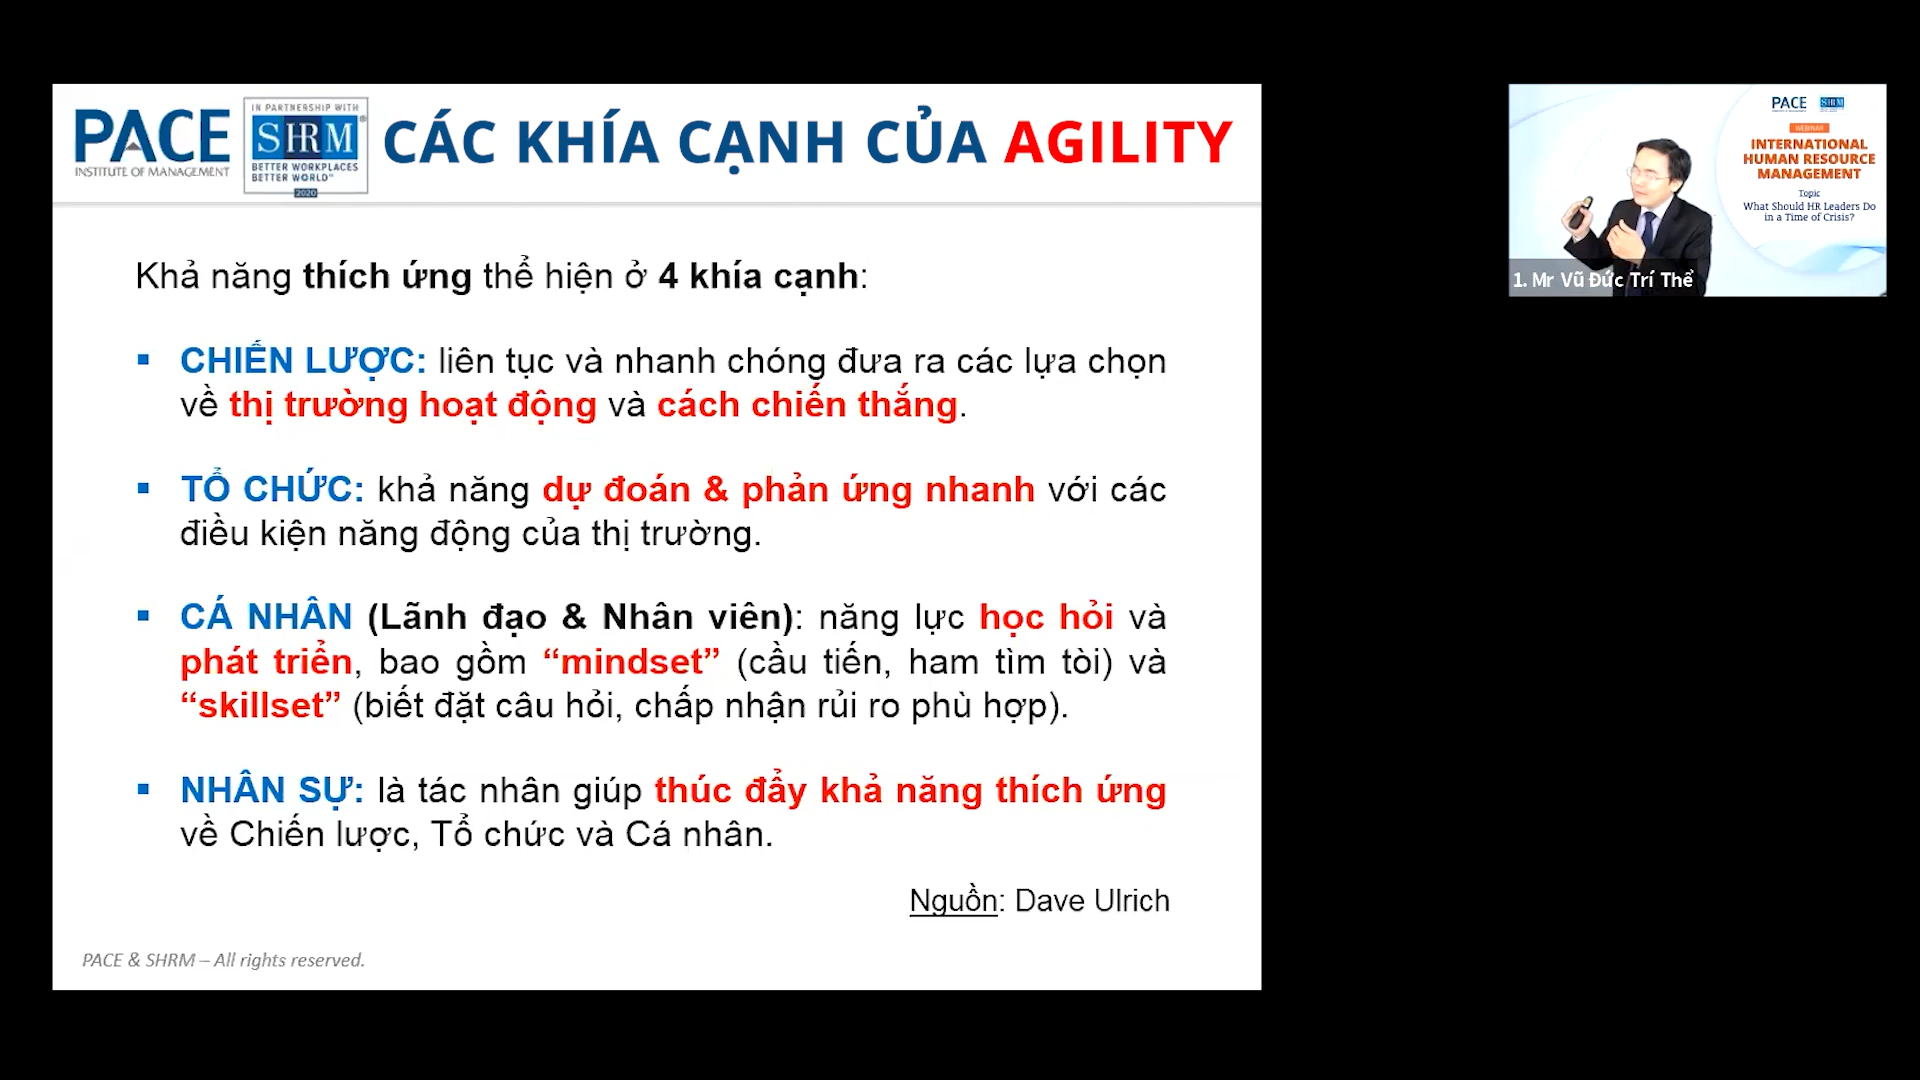 PACE
INSTITUTE OF MANAGEMENT
IN PARTNERSHIP WITH
SHRM®
BETTER WORKPLACES
BETTER WORLD™
2020
CÁC KHÍA CẠNH CỦA AGILITY
Khả năng thích ứng thể hiện ở 4 khía cạnh:
▪ CHIẾN LƯỢC: liên tục và nhanh chóng đưa ra các lựa chọn
về thị trường hoạt động và cách chiến thắng.
▪ TỔ CHỨC: khả năng dự đoán & phản ứng nhanh với các
điều kiện năng động của thị trường.
▪ CÁ NHÂN (Lãnh đạo & Nhân viên): năng lực học hỏi và
phát triển, bao gồm “mindset” (cầu tiến, ham tìm tòi) và
“skillset” (biết đặt câu hỏi, chấp nhận rủi ro phù hợp).
▪ NHÂN SỰ: là tác nhân giúp thúc đẩy khả năng thích ứng
về Chiến lược, Tổ chức và Cá nhân.
Nguồn: Dave Ulrich
PACE & SHRM – All rights reserved.
PACE SHRM
WEBINAR
INTERNATIONAL
HUMAN RESOURCE
MANAGEMENT
Topic
What Should HR Leaders Do
in a Time of Crisis?
1. Mr Vũ Đức Trí Thể